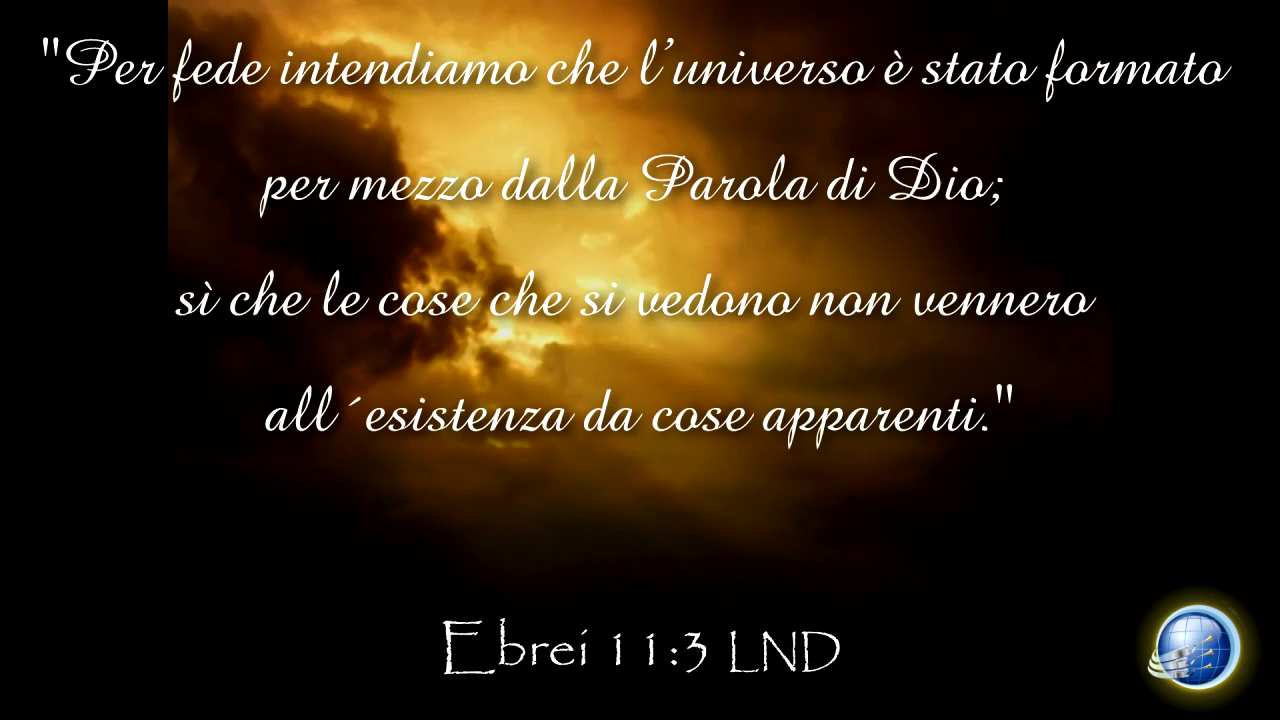 "Per fede intendiamo che l’universo è stato formato
per mezzo dalla Parola di Dio;
sì che le cose che si vedono non vennero
all´esistenza da cose apparenti."
Ebrei 11:3 LND